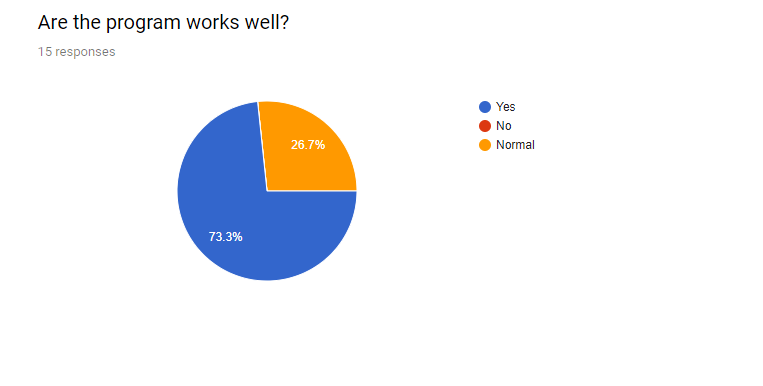 Are the program works well?
15 responses
Yes
No
Normal
26.7%
73.3%